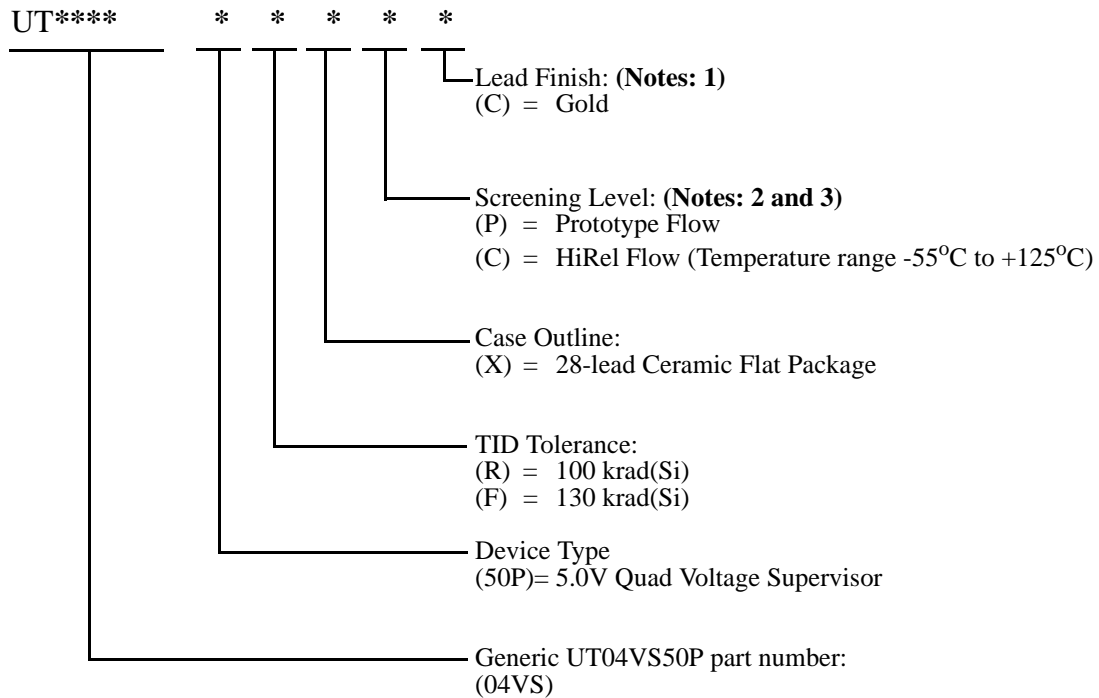 UT**** * * * * *
Lead Finish: (Notes: 1)
(C) = Gold
Screening Level: (Notes: 2 and 3)
(P) = Prototype Flow
(C) = HiRel Flow (Temperature range -55oC to +125oC)
Case Outline:
(X) = 28-lead Ceramic Flat Package
TID Tolerance:
(R) = 100 krad(Si)
(F) = 130 krad(Si)
Device Type
(50P)= 5.0V Quad Voltage Supervisor
Generic UT04VS50P part number:
(04VS)